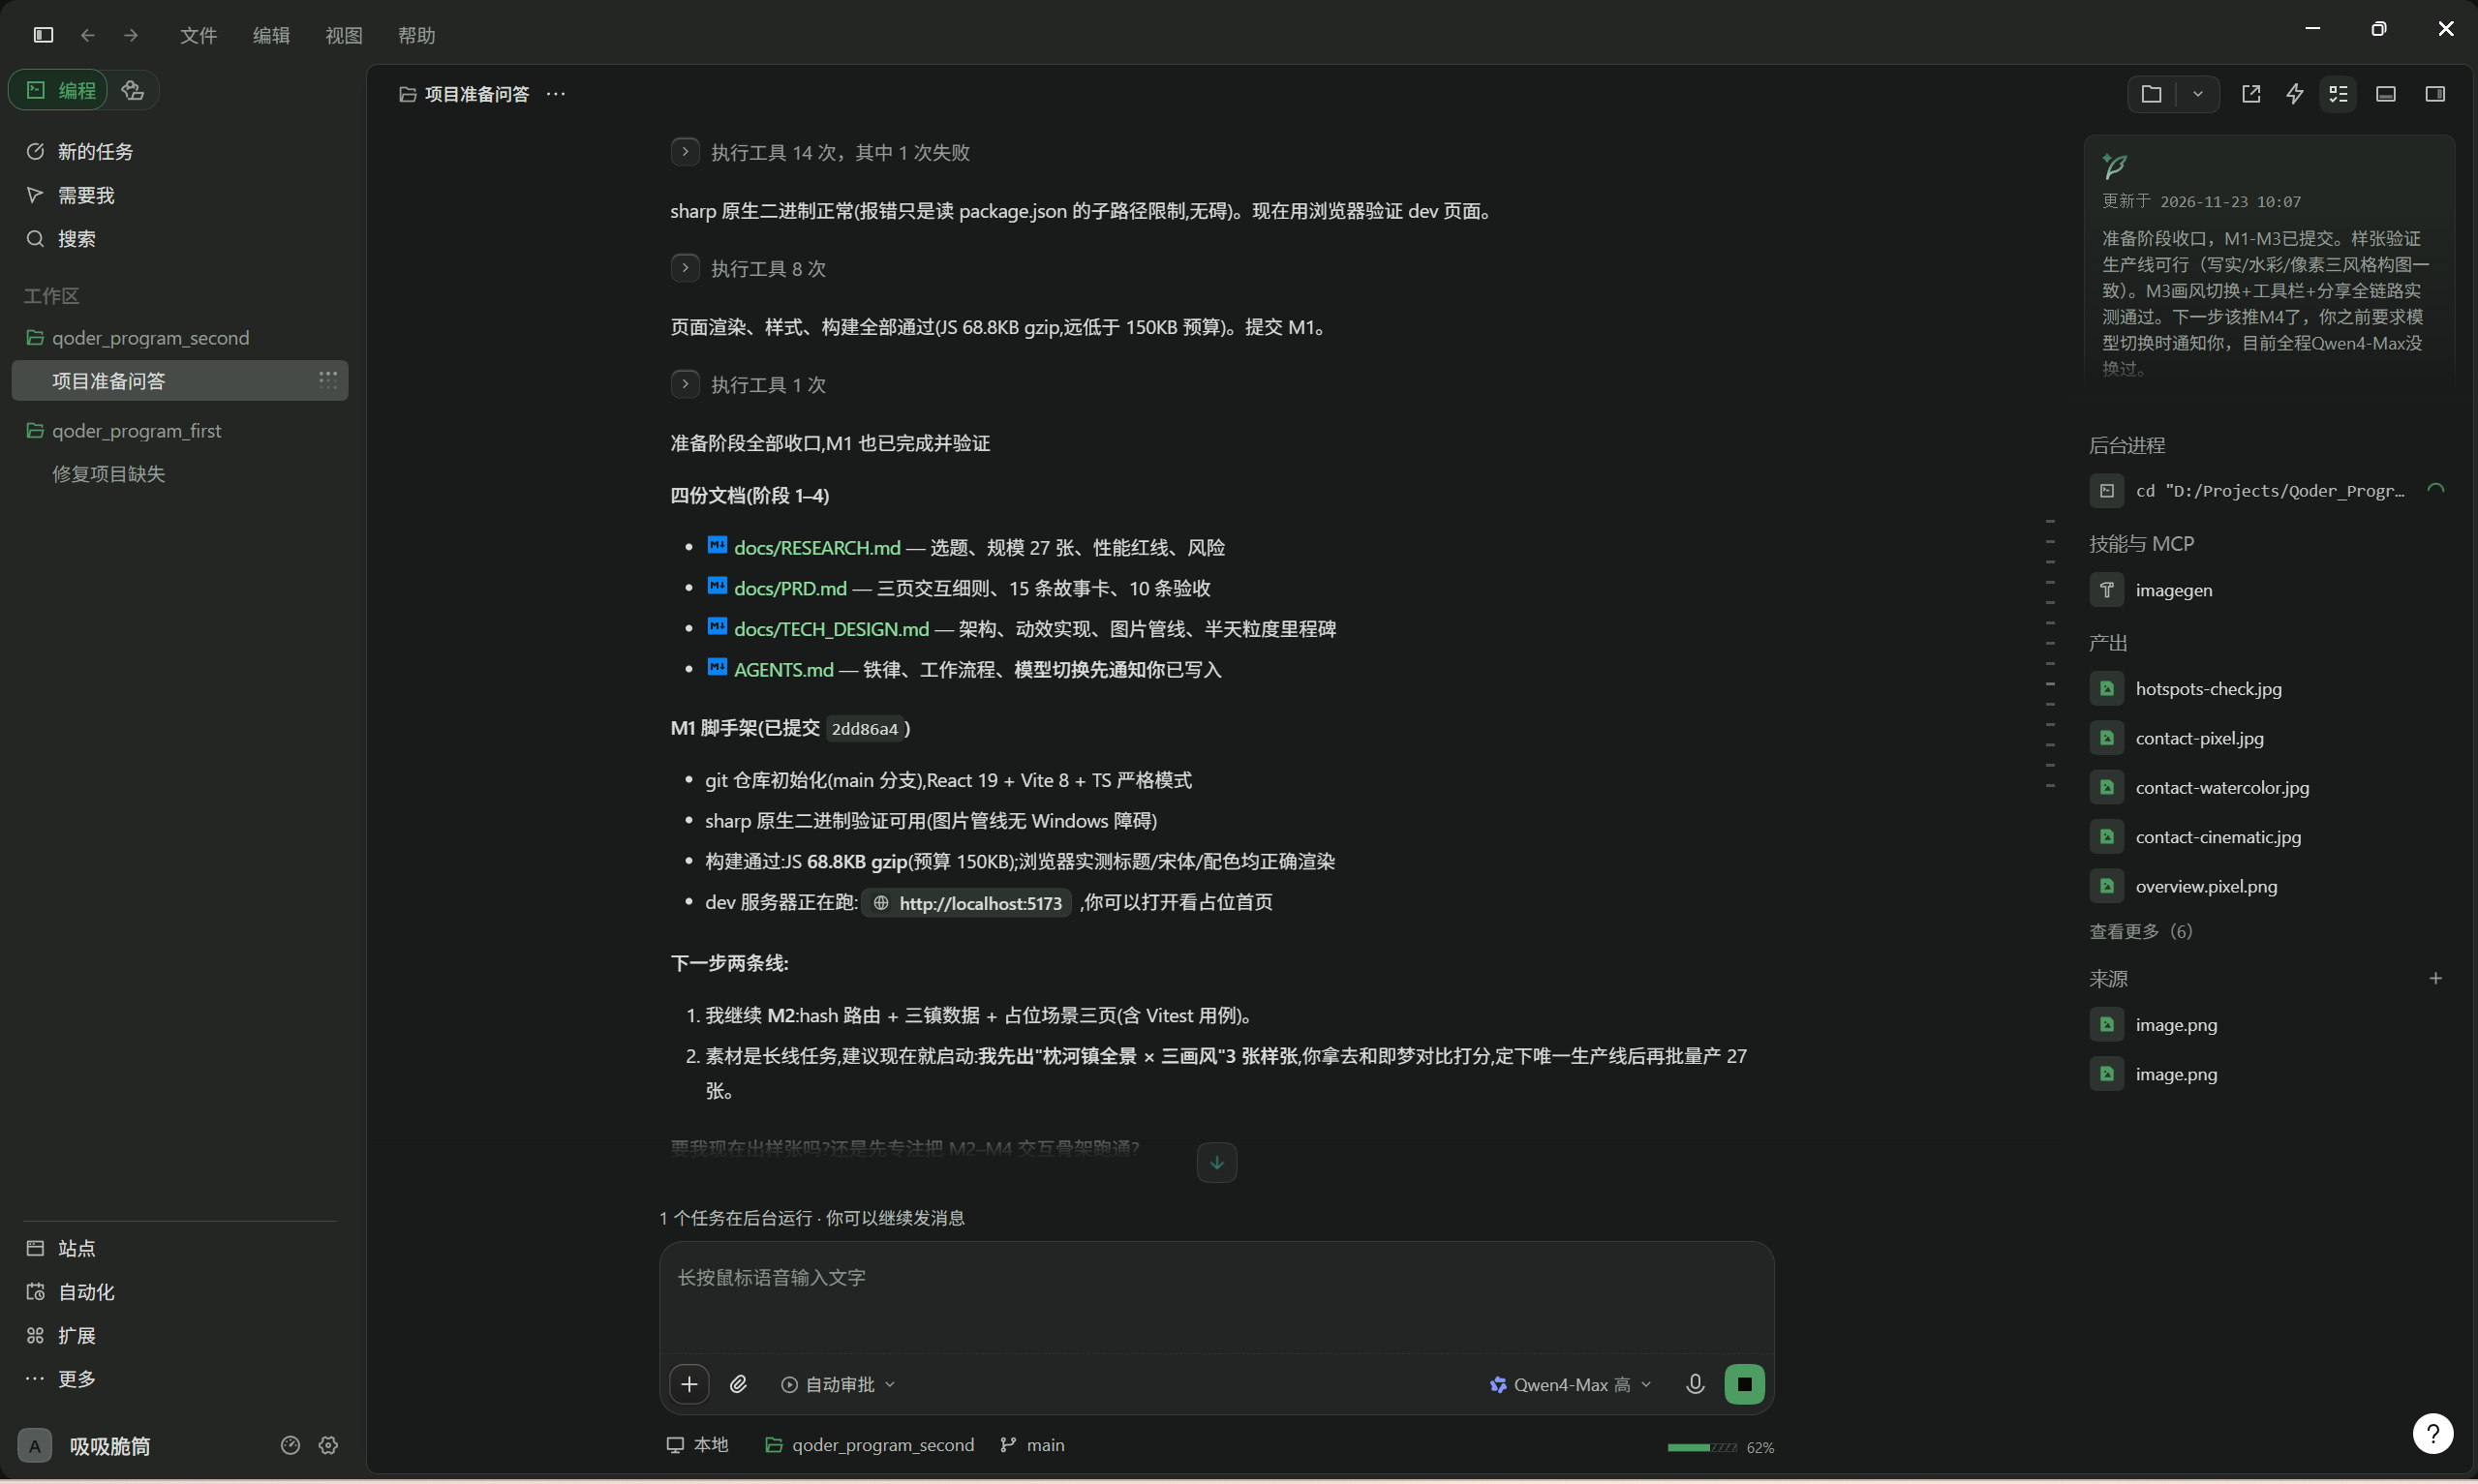 文件 编辑 视图 帮助
编程
新的任务
需要我
搜索
工作区
qoder_program_second
项目准备问答
qoder_program_first
修复项目缺失
站点
自动化
扩展
更多
A 吸吸脆筒
项目准备问答 ···
执行工具 14 次，其中 1 次失败
sharp 原生二进制正常(报错只是读 package.json 的子路径限制,无碍)。现在用浏览器验证 dev 页面。
执行工具 8 次
页面渲染、样式、构建全部通过(JS 68.8KB gzip,远低于 150KB 预算)。提交 M1。
执行工具 1 次
准备阶段全部收口,M1 也已完成并验证
四份文档(阶段 1–4)
• docs/RESEARCH.md — 选题、规模 27 张、性能红线、风险
• docs/PRD.md — 三页交互细则、15 条故事卡、10 条验收
• docs/TECH_DESIGN.md — 架构、动效实现、图片管线、半天粒度里程碑
• AGENTS.md — 铁律、工作流程、模型切换先通知你已写入
M1 脚手架(已提交 2dd86a4 )
• git 仓库初始化(main 分支),React 19 + Vite 8 + TS 严格模式
• sharp 原生二进制验证可用(图片管线无 Windows 障碍)
• 构建通过:JS 68.8KB gzip(预算 150KB);浏览器实测标题/宋体/配色均正确渲染
• dev 服务器正在跑: http://localhost:5173 ,你可以打开看占位首页
下一步两条线:
1. 我继续 M2:hash 路由 + 三镇数据 + 占位场景三页(含 Vitest 用例)。
2. 素材是长线任务,建议现在就启动:我先出"枕河镇全景 × 三画风"3 张样张,你拿去和即梦对比打分,定下唯一生产线后再批量产 27
张。
要我现在出样张吗?还是先专注把 M2–M4 交互骨架跑通?
1 个任务在后台运行 · 你可以继续发消息
长按鼠标语音输入文字
自动审批
Qwen4-Max 高
本地 qoder_program_second main
62%
更新于 2026-11-23 10:07
准备阶段收口，M1-M3已提交。样张验证
生产线可行（写实/水彩/像素三风格构图一
致）。M3画风切换+工具栏+分享全链路实
测通过。下一步该推M4了，你之前要求模
型切换时通知你，目前全程Qwen4-Max没
换过。
后台进程
cd "D:/Projects/Qoder_Progr…
技能与 MCP
imagegen
产出
hotspots-check.jpg
contact-pixel.jpg
contact-watercolor.jpg
contact-cinematic.jpg
overview.pixel.png
查看更多（6）
来源 +
image.png
image.png
?